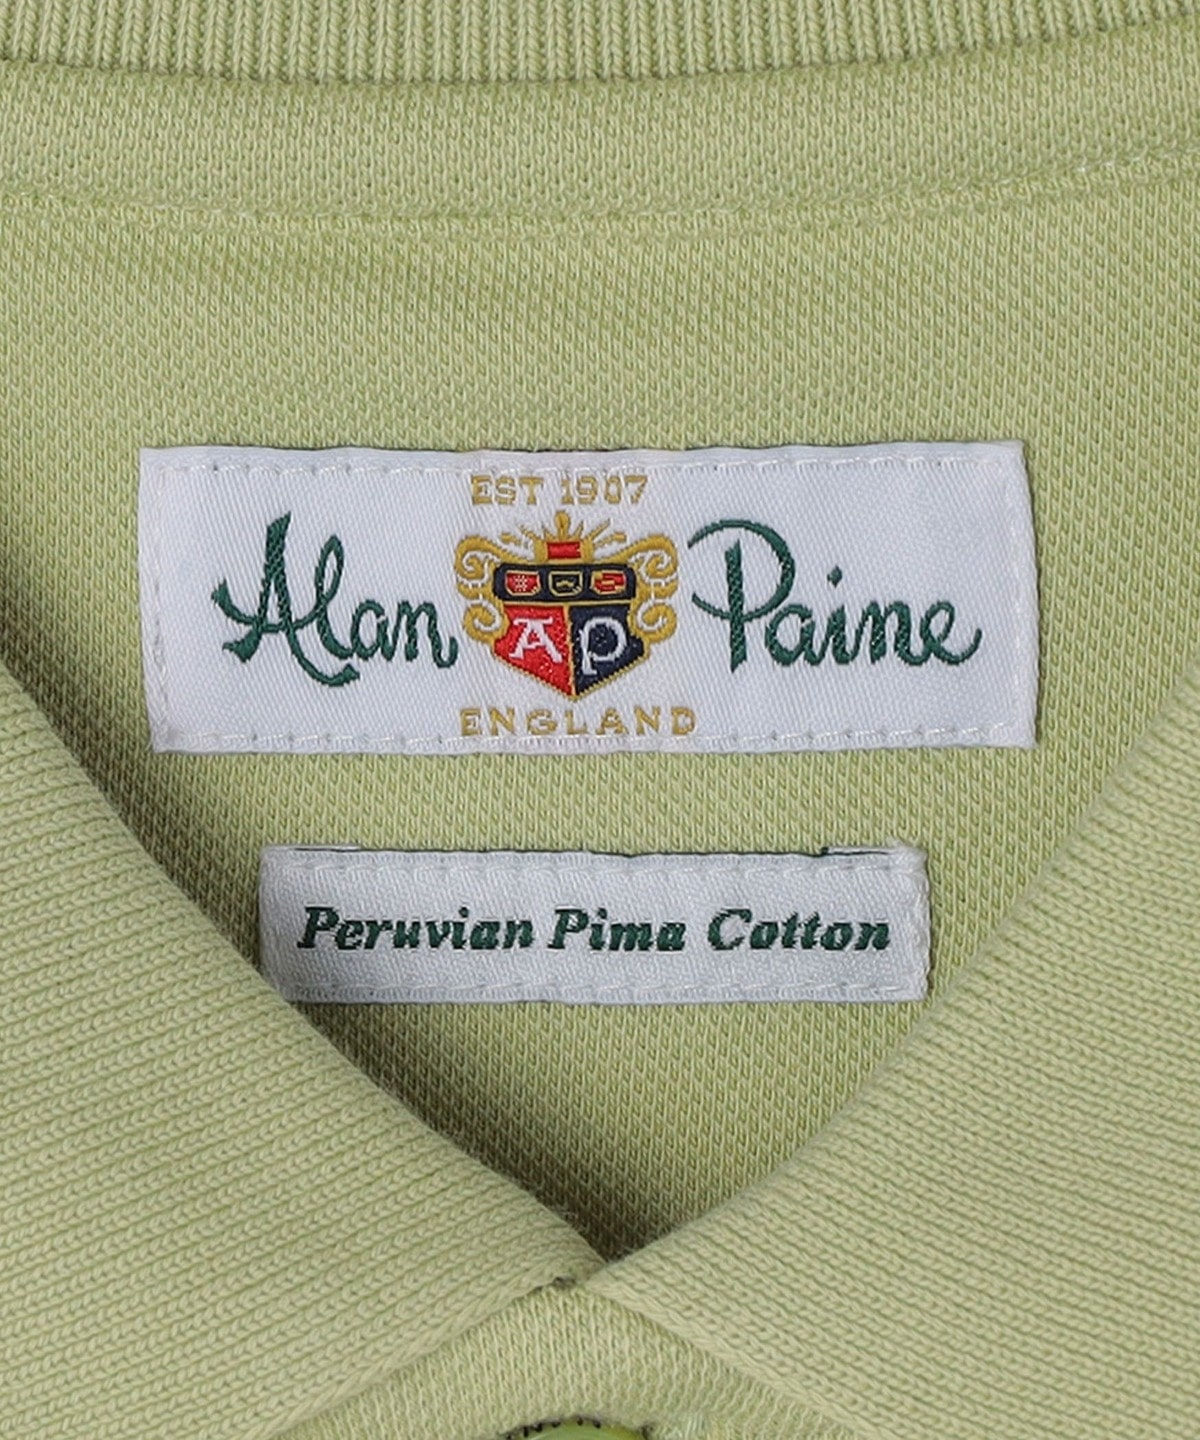 EST 1907
Alan Paine
AP
ENGLAND
Peruvian Pima Cotton